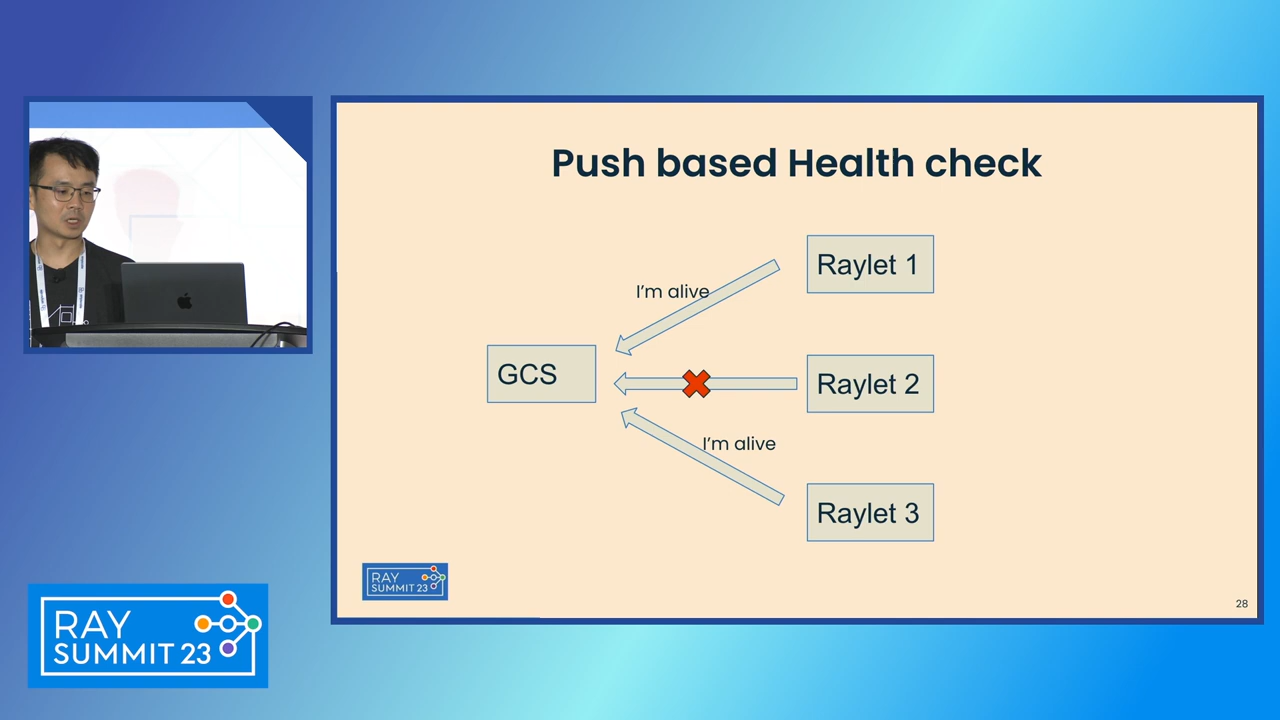 Push based Health check
Raylet 1
I'm alive
GCS
Raylet 2
I'm alive
Raylet 3
RAY
SUMMIT 23
28
RAY
SUMMIT 23